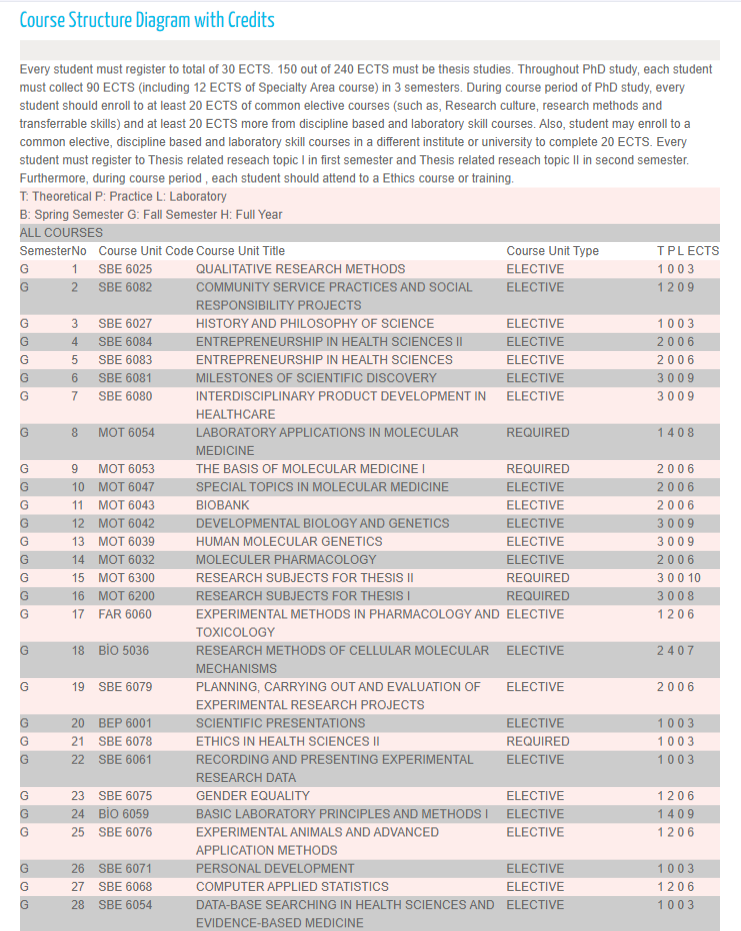 Course Structure Diagram with Credits
Every student must register to total of 30 ECTS. 150 out of 240 ECTS must be thesis studies. Throughout PhD study, each student
must collect 90 ECTS (including 12 ECTS of Specialty Area course) in 3 semesters. During course period of PhD study, every
student should enroll to at least 20 ECTS of common elective courses (such as, Research culture, research methods and
transferrable skills) and at least 20 ECTS more from discipline based and laboratory skill courses. Also, student may enroll to a
common elective, discipline based and laboratory skill courses in a different institute or university to complete 20 ECTS. Every
student must register to Thesis related reseach topic I in first semester and Thesis related reseach topic II in second semester.
Furthermore, during course period , each student should attend to a Ethics course or training.
T: Theoretical P: Practice L: Laboratory
B: Spring Semester G: Fall Semester H: Full Year
ALL COURSES
Semester No Course Unit Code Course Unit Title Course Unit Type T P L ECTS
G 1 SBE 6025 QUALITATIVE RESEARCH METHODS ELECTIVE 1 0 0 3
G 2 SBE 6082 COMMUNITY SERVICE PRACTICES AND SOCIAL ELECTIVE 1 2 0 9
RESPONSIBILITY PROJECTS
G 3 SBE 6027 HISTORY AND PHILOSOPHY OF SCIENCE ELECTIVE 1 0 0 3
G 4 SBE 6084 ENTREPRENEURSHIP IN HEALTH SCIENCES II ELECTIVE 2 0 0 6
G 5 SBE 6083 ENTREPRENEURSHIP IN HEALTH SCIENCES ELECTIVE 2 0 0 6
G 6 SBE 6081 MILESTONES OF SCIENTIFIC DISCOVERY ELECTIVE 3 0 0 9
G 7 SBE 6080 INTERDISCIPLINARY PRODUCT DEVELOPMENT IN ELECTIVE 3 0 0 9
HEALTHCARE
G 8 MOT 6054 LABORATORY APPLICATIONS IN MOLECULAR REQUIRED 1 4 0 8
MEDICINE
G 9 MOT 6053 THE BASIS OF MOLECULAR MEDICINE I REQUIRED 2 0 0 6
G 10 MOT 6047 SPECIAL TOPICS IN MOLECULAR MEDICINE ELECTIVE 2 0 0 6
G 11 MOT 6043 BIOBANK ELECTIVE 2 0 0 6
G 12 MOT 6042 DEVELOPMENTAL BIOLOGY AND GENETICS ELECTIVE 3 0 0 9
G 13 MOT 6039 HUMAN MOLECULAR GENETICS ELECTIVE 3 0 0 9
G 14 MOT 6032 MOLECULER PHARMACOLOGY ELECTIVE 2 0 0 6
G 15 MOT 6300 RESEARCH SUBJECTS FOR THESIS II REQUIRED 3 0 0 10
G 16 MOT 6200 RESEARCH SUBJECTS FOR THESIS I REQUIRED 3 0 0 8
G 17 FAR 6060 EXPERIMENTAL METHODS IN PHARMACOLOGY AND ELECTIVE 1 2 0 6
TOXICOLOGY
G 18 BİO 5036 RESEARCH METHODS OF CELLULAR MOLECULAR ELECTIVE 2 4 0 7
MECHANISMS
G 19 SBE 6079 PLANNING, CARRYING OUT AND EVALUATION OF ELECTIVE 2 0 0 6
EXPERIMENTAL RESEARCH PROJECTS
G 20 BEP 6001 SCIENTIFIC PRESENTATIONS ELECTIVE 1 0 0 3
G 21 SBE 6078 ETHICS IN HEALTH SCIENCES II REQUIRED 1 0 0 3
G 22 SBE 6061 RECORDING AND PRESENTING EXPERIMENTAL ELECTIVE 1 0 0 3
RESEARCH DATA
G 23 SBE 6075 GENDER EQUALITY ELECTIVE 1 2 0 6
G 24 BİO 6059 BASIC LABORATORY PRINCIPLES AND METHODS I ELECTIVE 1 4 0 9
G 25 SBE 6076 EXPERIMENTAL ANIMALS AND ADVANCED ELECTIVE 1 2 0 6
APPLICATION METHODS
G 26 SBE 6071 PERSONAL DEVELOPMENT ELECTIVE 1 0 0 3
G 27 SBE 6068 COMPUTER APPLIED STATISTICS ELECTIVE 1 2 0 6
G 28 SBE 6054 DATA-BASE SEARCHING IN HEALTH SCIENCES AND ELECTIVE 1 0 0 3
EVIDENCE-BASED MEDICINE